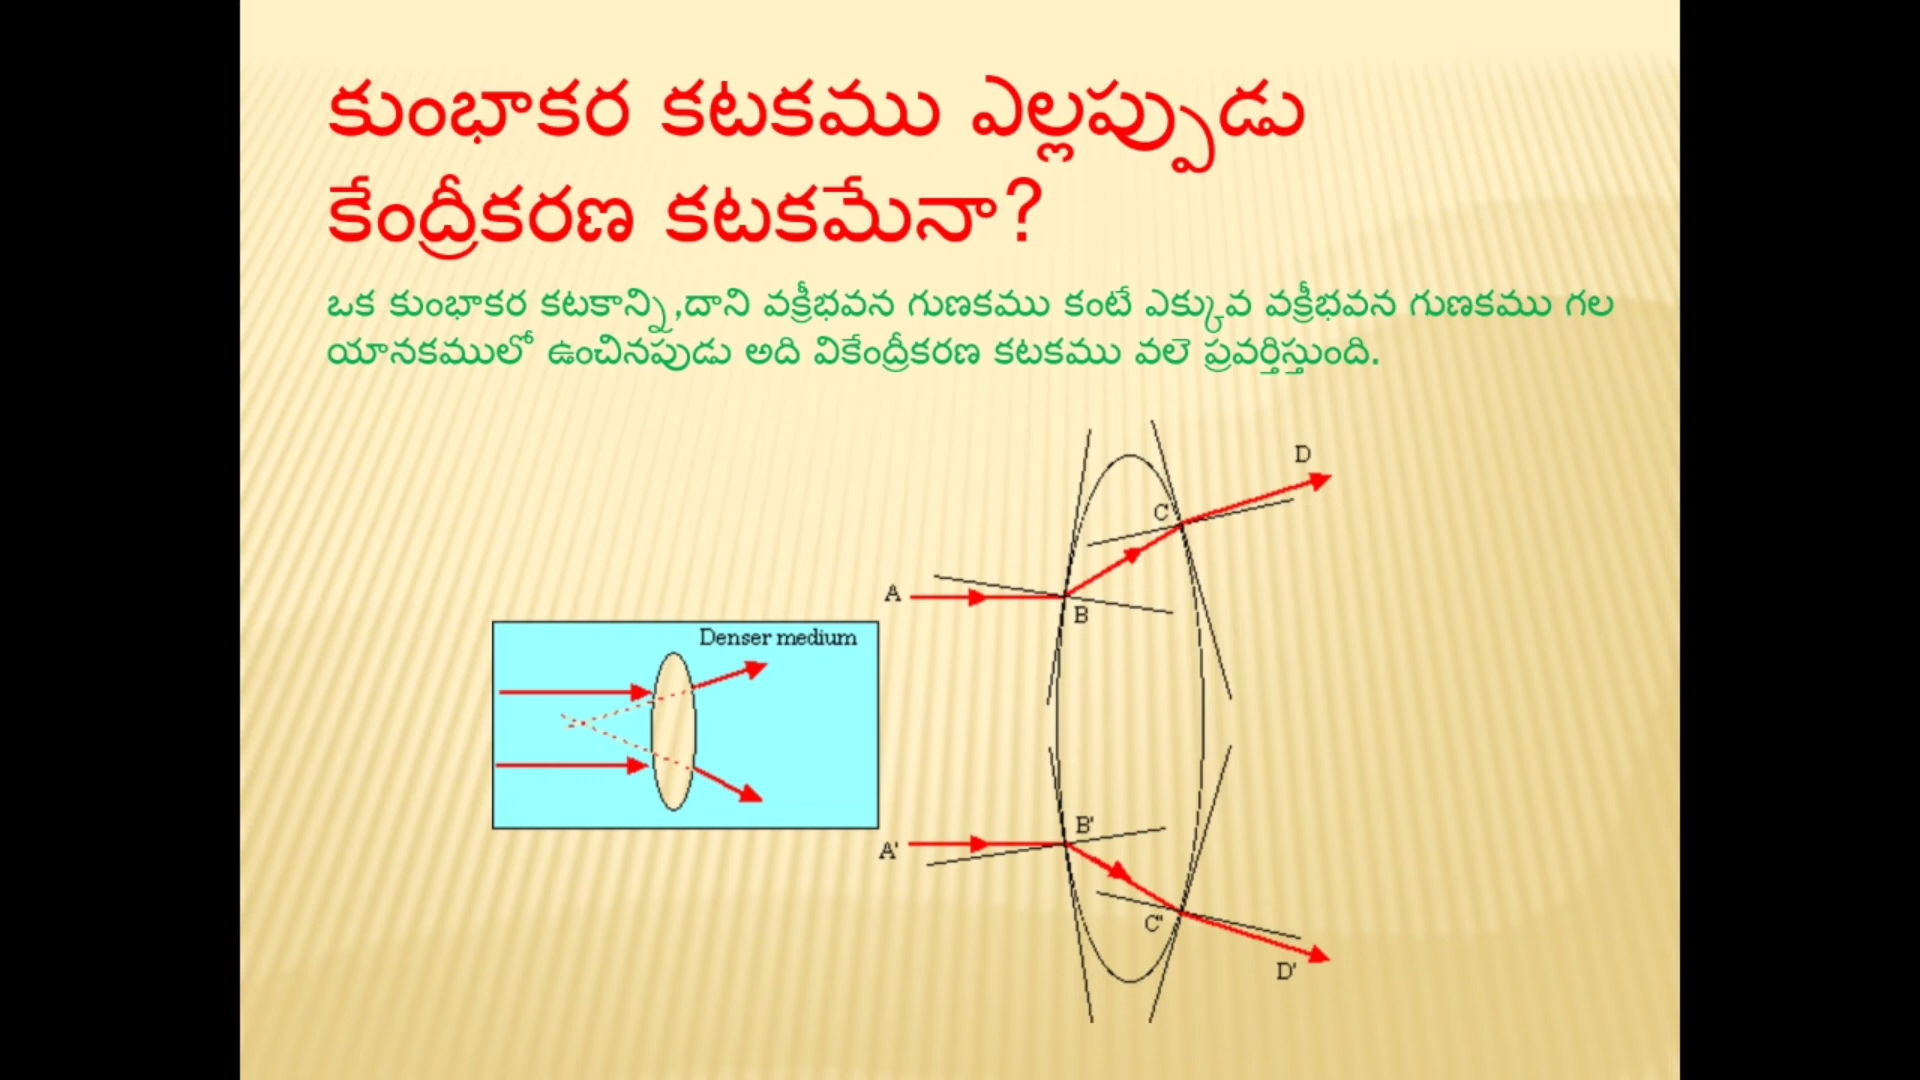 కుంభాకర కటకము ఎల్లప్పుడు
కేంద్రీకరణ కటకమేనా?
ఒక కుంభాకర కటకాన్ని,దాని వక్రీభవన గుణకము కంటే ఎక్కువ వక్రీభవన గుణకము గల
యానకములో ఉంచినపుడు అది వికేంద్రీకరణ కటకము వలె ప్రవర్తిస్తుంది.
D
C
A
B
Denser medium
B'
A'
C"
D'